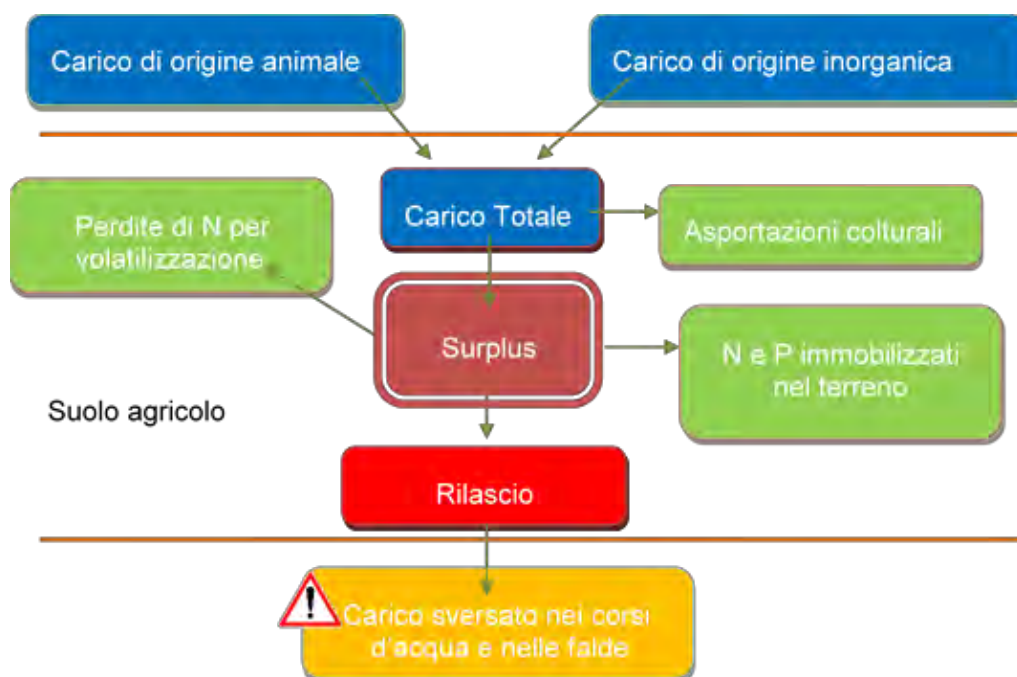 Carico di origine animale
Carico di origine inorganica
Carico Totale
Perdite di N per
volatilizzazione
Asportazioni colturali
Surplus
N e P immobilizzati
nel terreno
Suolo agricolo
Rilascio
Carico sversato nei corsi
d'acqua e nelle falde